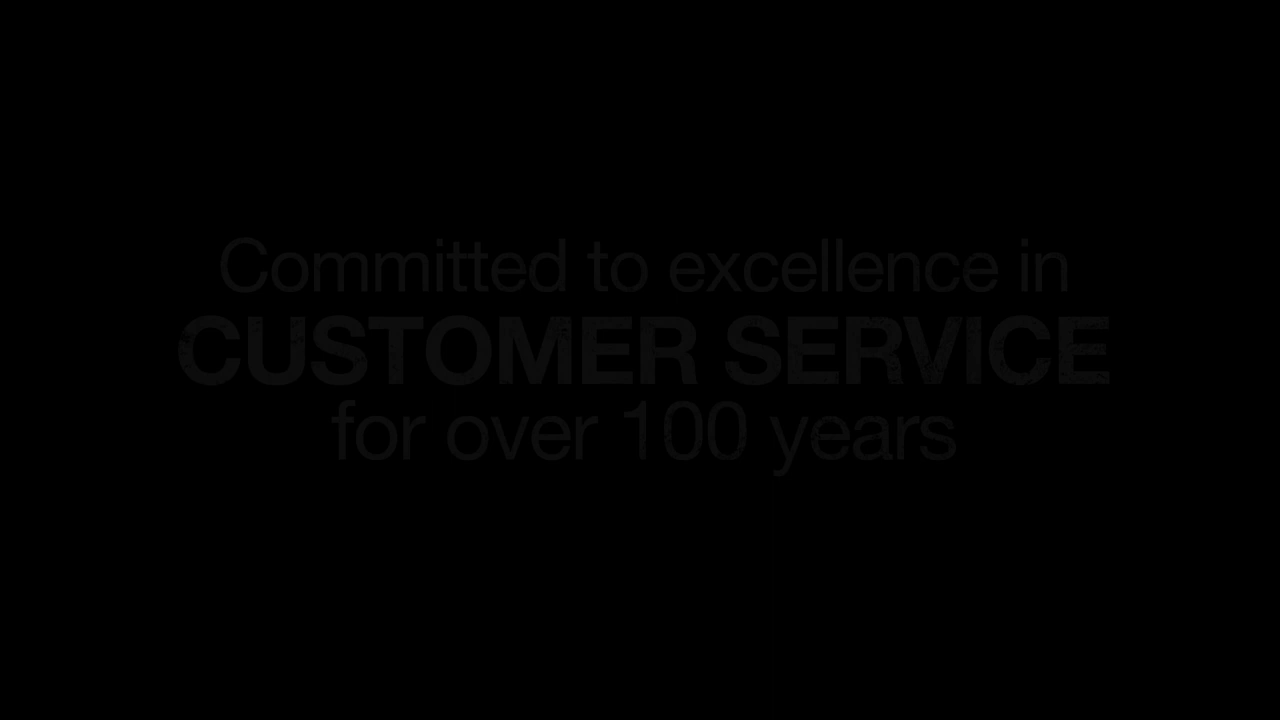 Committed to excellence in
CUSTOMER SERVICE
for over 100 years